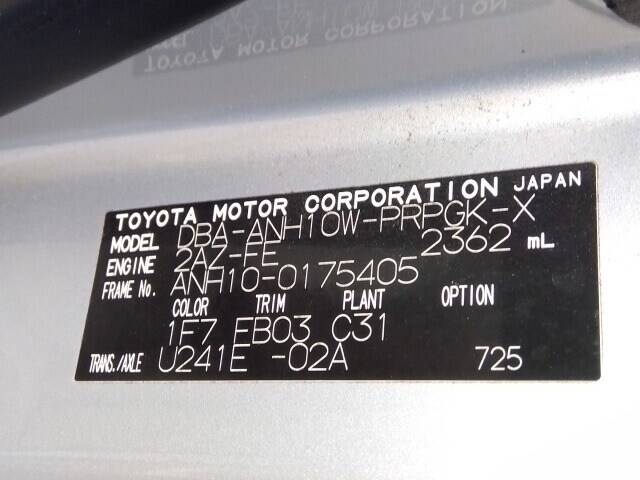 TOYOTA MOTOR CORPORATION JAPAN
MODEL DBA-ANH10W-PRPGK-X
ENGINE 2AZ-FE 2362 mL
FRAME No. ANH10-0175405
COLOR TRIM PLANT OPTION
1F7 EB03 C31
TRANS./AXLE U241E -02A 725